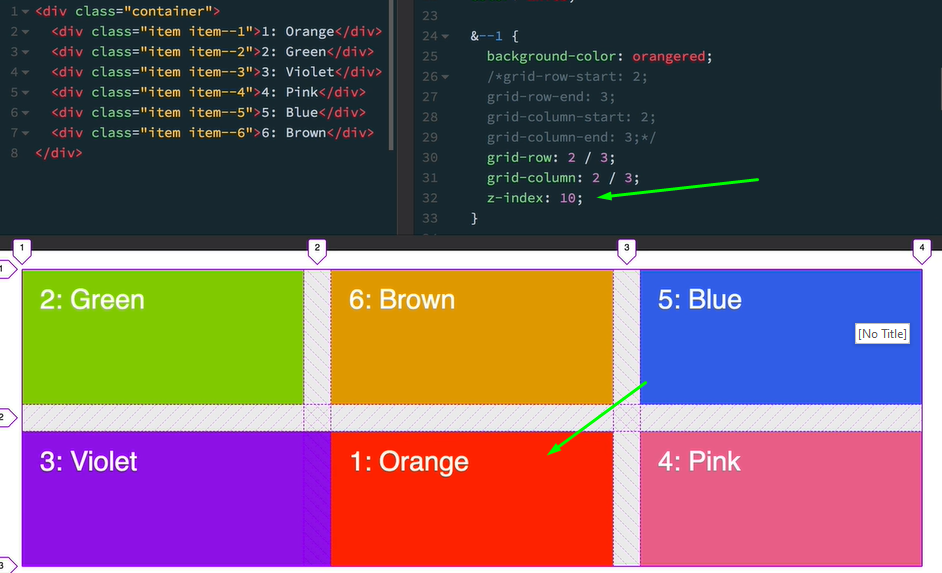 1 <div class="container">
2 <div class="item item--1">1: Orange</div>
3 <div class="item item--2">2: Green</div>
4 <div class="item item--3">3: Violet</div>
5 <div class="item item--4">4: Pink</div>
6 <div class="item item--5">5: Blue</div>
7 <div class="item item--6">6: Brown</div>
8 </div>
23
24 &--1 {
25 background-color: orangered;
26 /*grid-row-start: 2;
27 grid-row-end: 3;
28 grid-column-start: 2;
29 grid-column-end: 3;*/
30 grid-row: 2 / 3;
31 grid-column: 2 / 3;
32 z-index: 10;
33 }
1 2 3 4
1
2: Green 6: Brown 5: Blue
[No Title]
2
3: Violet 1: Orange 4: Pink
3